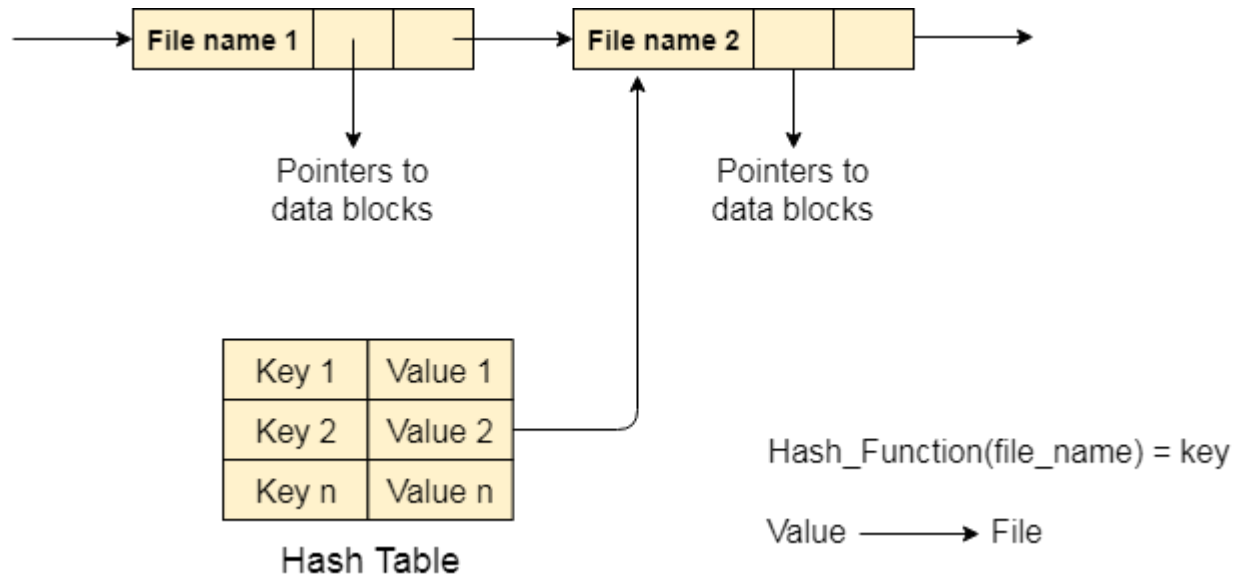 File name 1
File name 2
Pointers to
data blocks
Pointers to
data blocks
Key 1 Value 1
Key 2 Value 2
Key n Value n
Hash Table
Hash_Function(file_name) = key
Value File